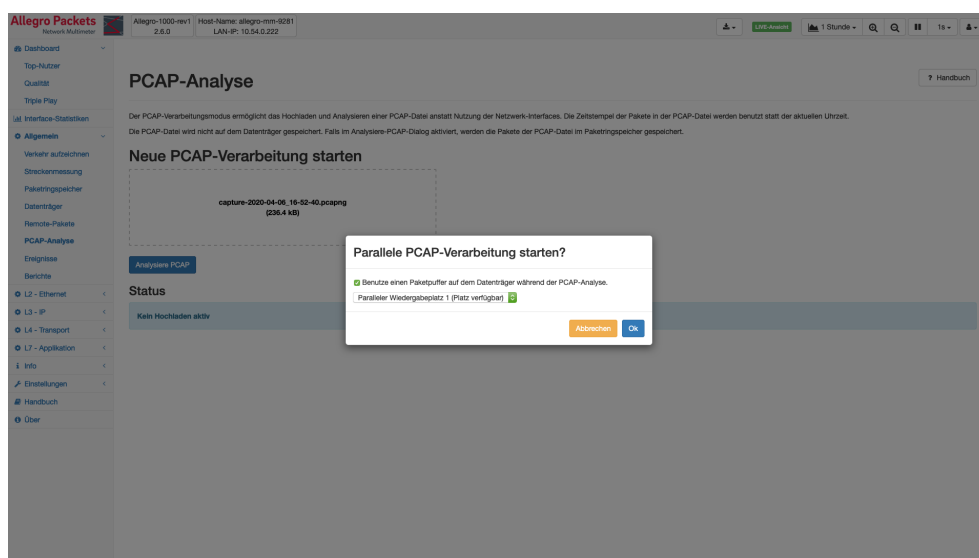 Allegro Packets
Network Multimeter
Allegro-1000-rev1
2.6.0
Host-Name: allegro-mm-9281
LAN-IP: 10.54.0.222
LIVE-Ansicht
1 Stunde
1s
Dashboard
Top-Nutzer
Qualität
Triple Play
Interface-Statistiken
Allgemein
Verkehr aufzeichnen
Streckenmessung
Paketringspeicher
Datenträger
Remote-Pakete
PCAP-Analyse
Ereignisse
Berichte
L2 - Ethernet
L3 - IP
L4 - Transport
L7 - Applikation
Info
Einstellungen
Handbuch
Über
PCAP-Analyse
? Handbuch
Der PCAP-Verarbeitungsmodus ermöglicht das Hochladen und Analysieren einer PCAP-Datei anstatt Nutzung der Netzwerk-Interfaces. Die Zeitstempel der Pakete in der PCAP-Datei werden benutzt statt der aktuellen Uhrzeit.
Die PCAP-Datei wird nicht auf dem Datenträger gespeichert. Falls im Analysiere-PCAP-Dialog aktiviert, werden die Pakete der PCAP-Datei im Paketringspeicher gespeichert.
Neue PCAP-Verarbeitung starten
capture-2020-04-06_16-52-40.pcapng
(236.4 kB)
Analysiere PCAP
Status
Kein Hochladen aktiv
Parallele PCAP-Verarbeitung starten?
Benutze einen Paketpuffer auf dem Datenträger während der PCAP-Analyse.
Paralleler Wiedergabeplatz 1 (Platz verfügbar)
Abbrechen
Ok